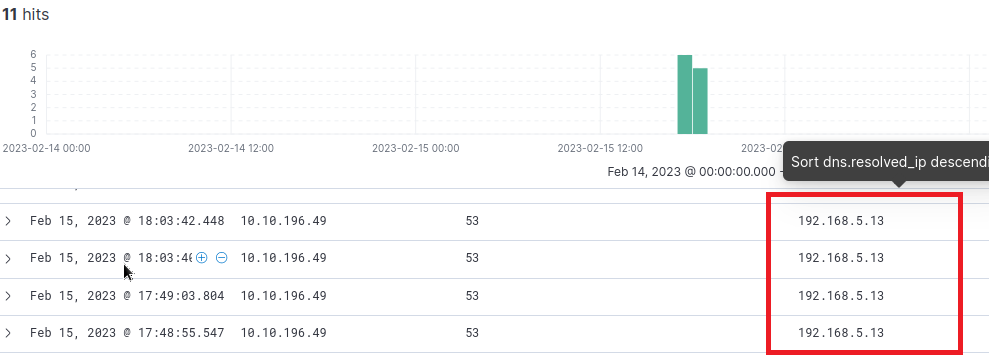 11 hits
6
5
4
3
2
1
0
2023-02-14 00:00 2023-02-14 12:00 2023-02-15 00:00 2023-02-15 12:00 2023-02
Sort dns.resolved_ip descendi
Feb 14, 2023 @ 00:00:00.000 -
Feb 15, 2023 @ 18:03:42.448 10.10.196.49 53 192.168.5.13
Feb 15, 2023 @ 18:03:4 10.10.196.49 53 192.168.5.13
Feb 15, 2023 @ 17:49:03.804 10.10.196.49 53 192.168.5.13
Feb 15, 2023 @ 17:48:55.547 10.10.196.49 53 192.168.5.13